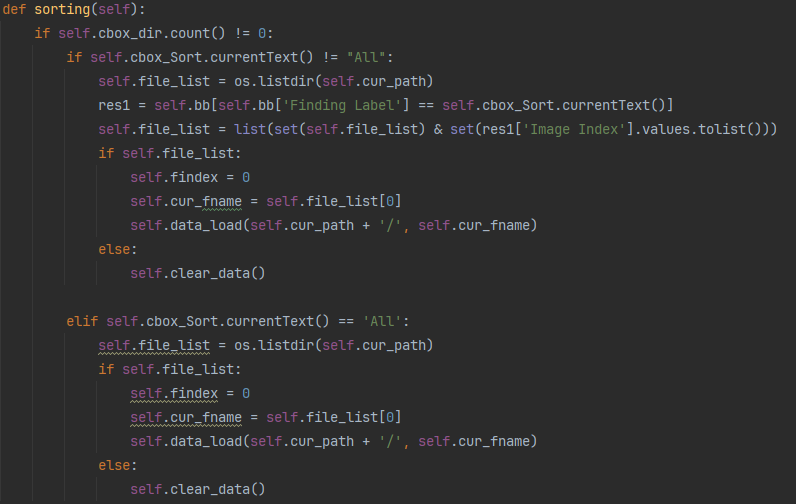 def sorting(self):
    if self.cbox_dir.count() != 0:
        if self.cbox_Sort.currentText() != "All":
            self.file_list = os.listdir(self.cur_path)
            res1 = self.bb[self.bb['Finding Label'] == self.cbox_Sort.currentText()]
            self.file_list = list(set(self.file_list) & set(res1['Image Index'].values.tolist()))
            if self.file_list:
                self.findex = 0
                self.cur_fname = self.file_list[0]
                self.data_load(self.cur_path + '/', self.cur_fname)
            else:
                self.clear_data()

        elif self.cbox_Sort.currentText() == 'All':
            self.file_list = os.listdir(self.cur_path)
            if self.file_list:
                self.findex = 0
                self.cur_fname = self.file_list[0]
                self.data_load(self.cur_path + '/', self.cur_fname)
            else:
                self.clear_data()